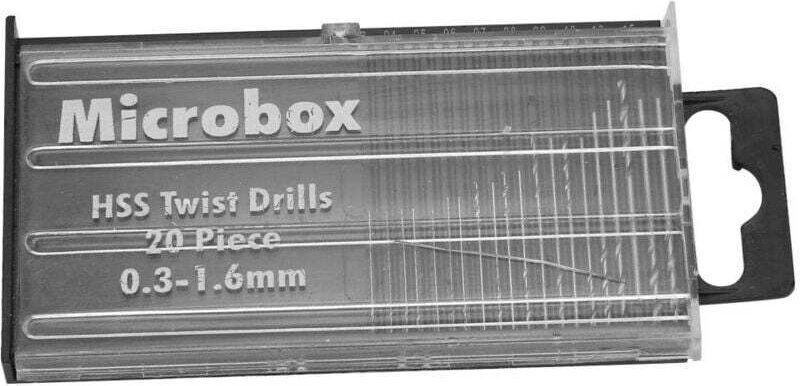 Microbox
HSS Twist Drills
20 Piece
0.3-1.6mm